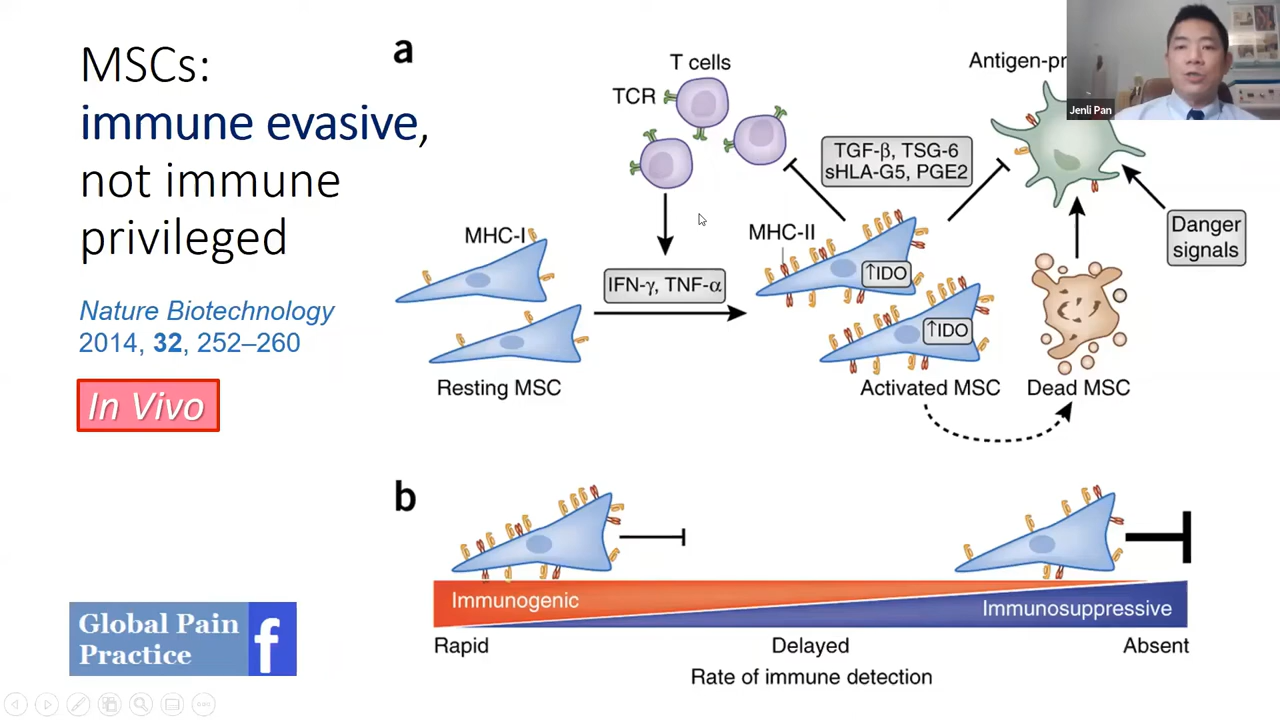 MSCs:
immune evasive,
not immune
privileged
Nature Biotechnology
2014, 32, 252–260
In Vivo
Global Pain
Practice
f
a
T cells
TCR
Antigen-pr
Jenli Pan
TGF-β, TSG-6
sHLA-G5, PGE2
MHC-I
MHC-II
Danger
signals
IFN-γ, TNF-α
↑IDO
↑IDO
Resting MSC
Activated MSC
Dead MSC
b
Immunogenic
Immunosuppressive
Rapid
Delayed
Absent
Rate of immune detection